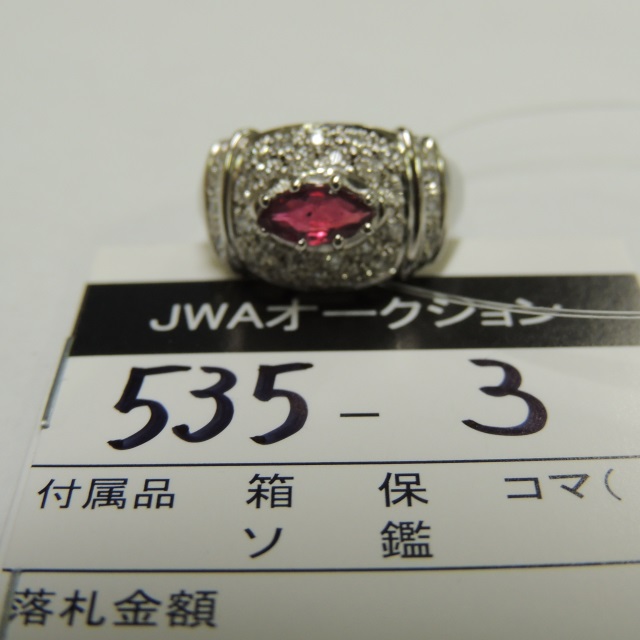 JWAオークション
535-3
付属品 箱 保 コマ(
ソ 鑑
落札金額